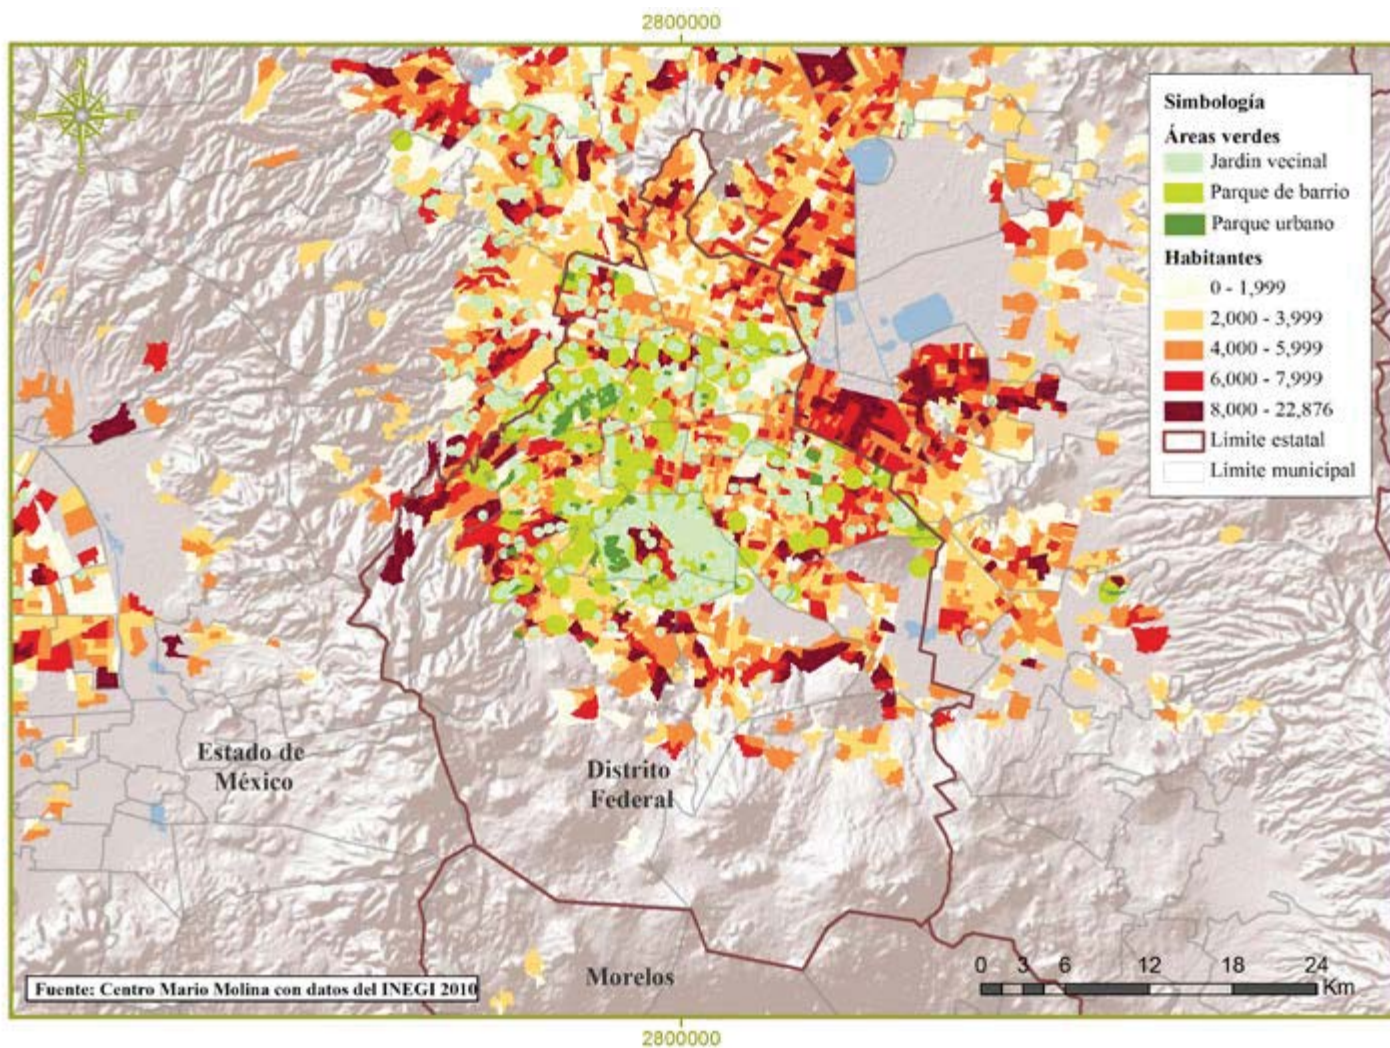 2800000
N
Simbología
Áreas verdes
Jardin vecinal
Parque de barrio
Parque urbano
Habitantes
0 - 1,999
2,000 - 3,999
4,000 - 5,999
6,000 - 7,999
8,000 - 22,876
Limite estatal
Limite municipal
Estado de
México
Distrito
Federal
Morelos
0 3 6 12 18 24
Km
Fuente: Centro Mario Molina con datos del INEGI 2010
2800000